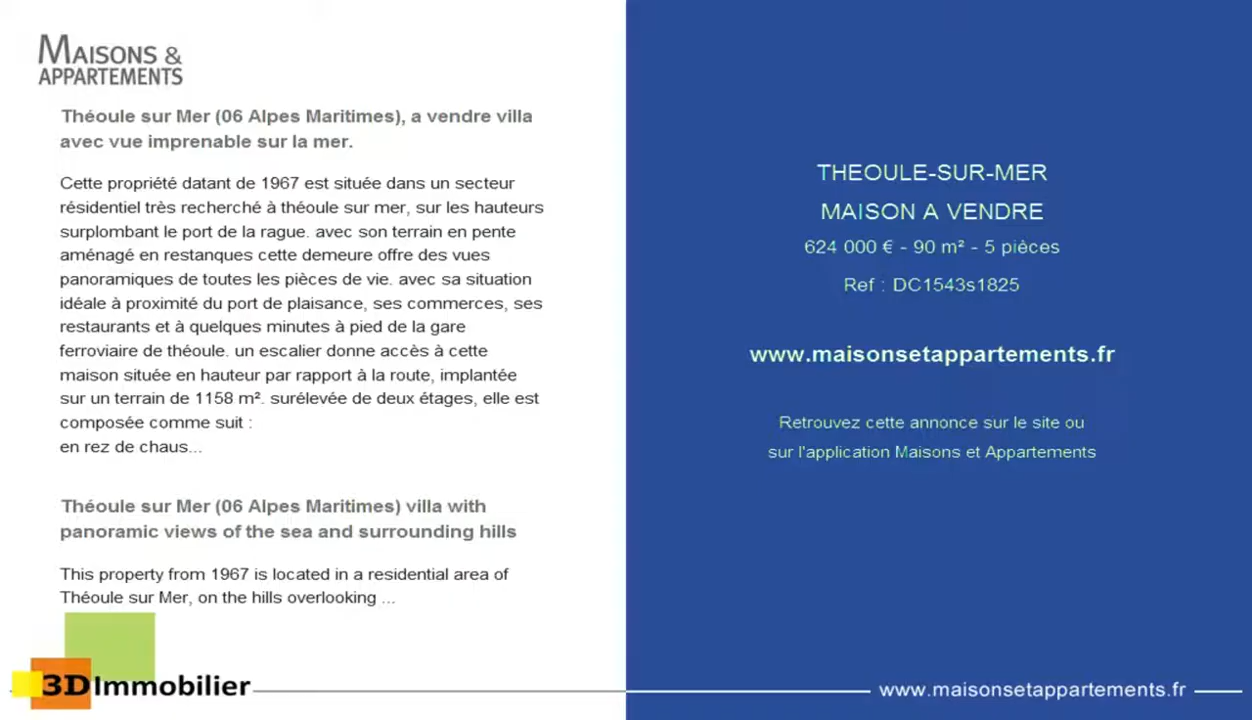 MAISONS &
APPARTEMENTS
Théoule sur Mer (06 Alpes Maritimes), a vendre villa
avec vue imprenable sur la mer.
Cette propriété datant de 1967 est située dans un secteur
résidentiel très recherché à théoule sur mer, sur les hauteurs
surplombant le port de la rague. avec son terrain en pente
aménagé en restanques cette demeure offre des vues
panoramiques de toutes les pièces de vie. avec sa situation
idéale à proximité du port de plaisance, ses commerces, ses
restaurants et à quelques minutes à pied de la gare
ferroviaire de théoule. un escalier donne accès à cette
maison située en hauteur par rapport à la route, implantée
sur un terrain de 1158 m². surélevée de deux étages, elle est
composée comme suit :
en rez de chaus...
Théoule sur Mer (06 Alpes Maritimes) villa with
panoramic views of the sea and surrounding hills
This property from 1967 is located in a residential area of
Théoule sur Mer, on the hills overlooking ...
3D Immobilier
THEOULE-SUR-MER
MAISON A VENDRE
624 000 € - 90 m² - 5 pièces
Ref : DC1543s1825
www.maisonsetappartements.fr
Retrouvez cette annonce sur le site ou
sur l'application Maisons et Appartements
www.maisonsetappartements.fr